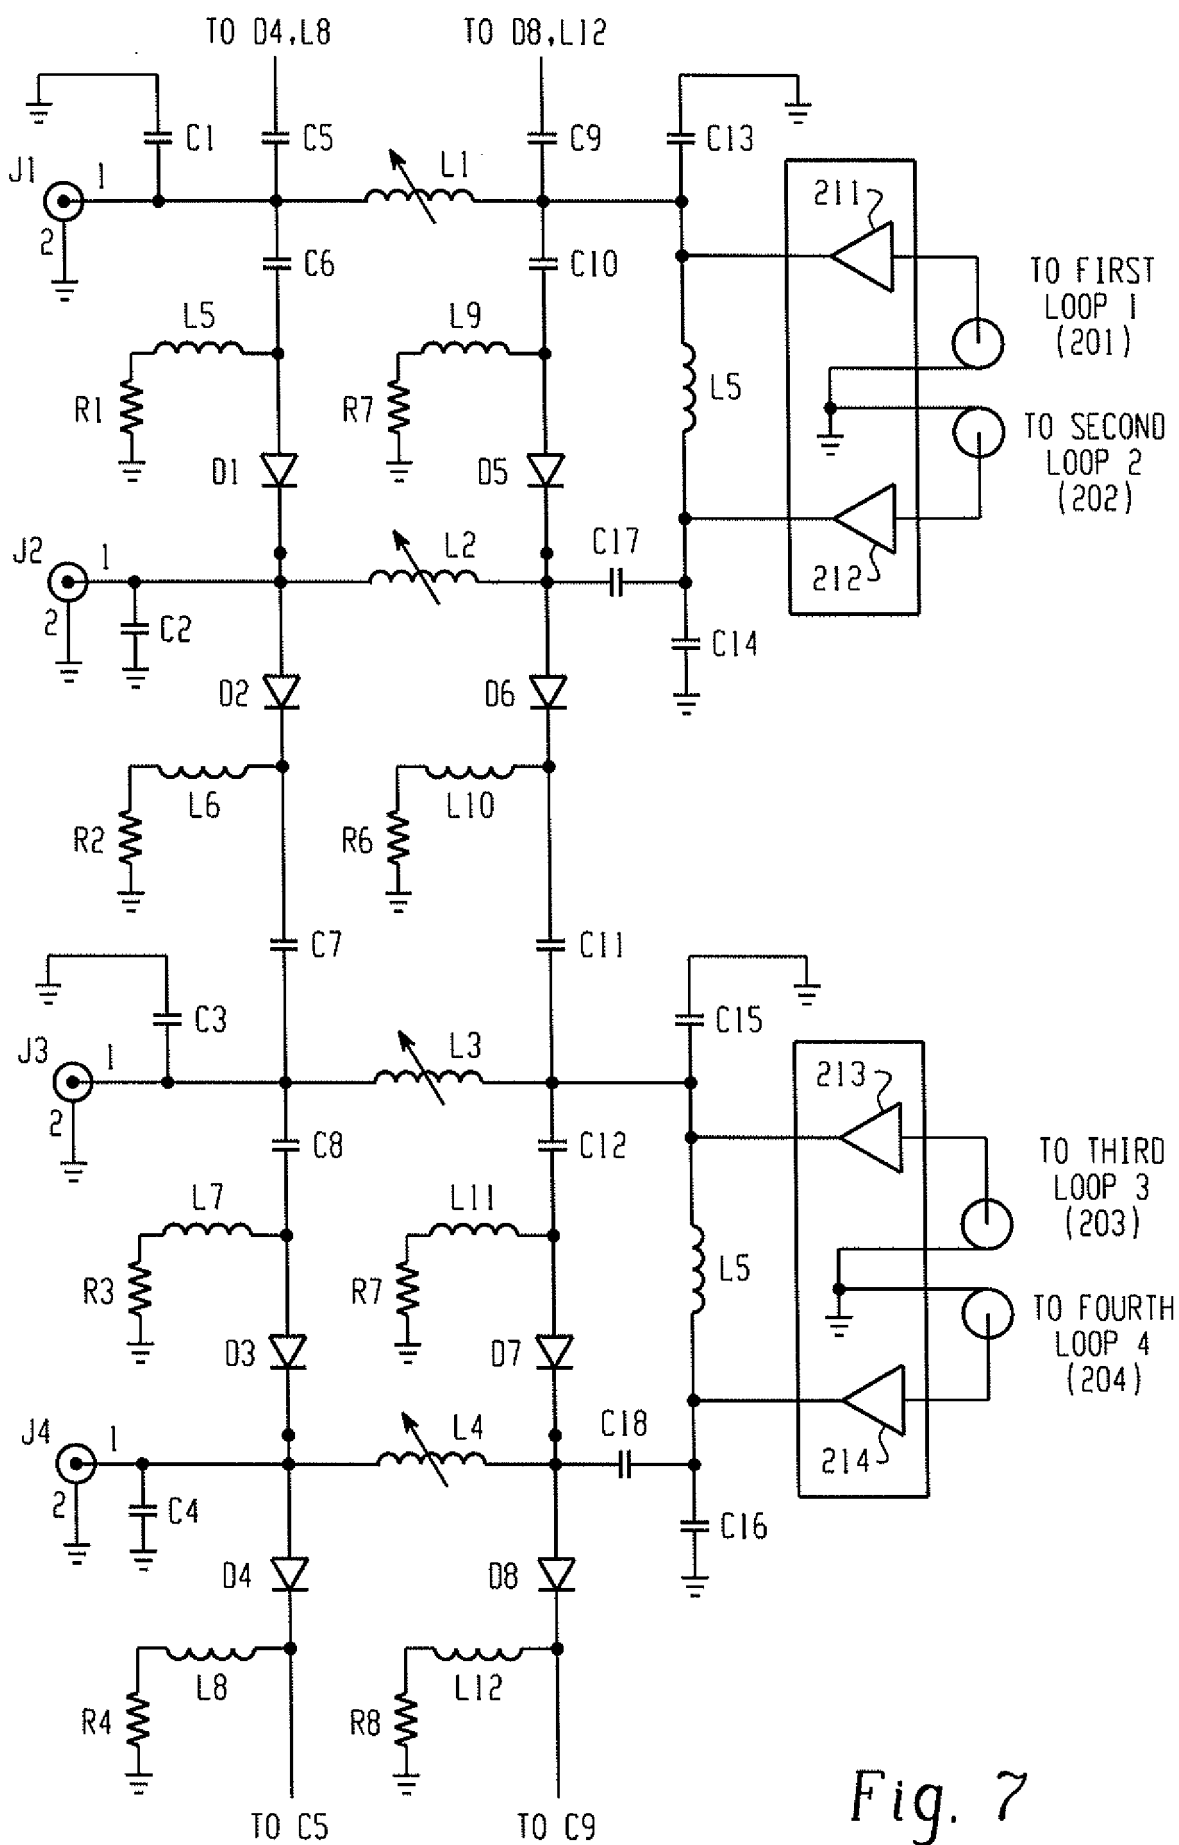 TO D4,L8 TO D8,L12
C1 C5 L1 C9 C13
J1 1
2
C6 C10
211
TO FIRST
LOOP 1
(201)
L5 L9
R1 R7
L5
TO SECOND
LOOP 2
(202)
D1 D5
J2 1
2
L2 C17
212
C2 C14
D2 D6
L6 L10
R2 R6
C7 C11
C3 C15
J3 1
2
L3
213
C8 C12
TO THIRD
LOOP 3
(203)
L7 L11
R3 R7
L5
TO FOURTH
LOOP 4
(204)
D3 D7
J4 1
2
L4 C18
214
C4 C16
D4 D8
L8 L12
R4 R8
TO C5 TO C9
Fig. 7